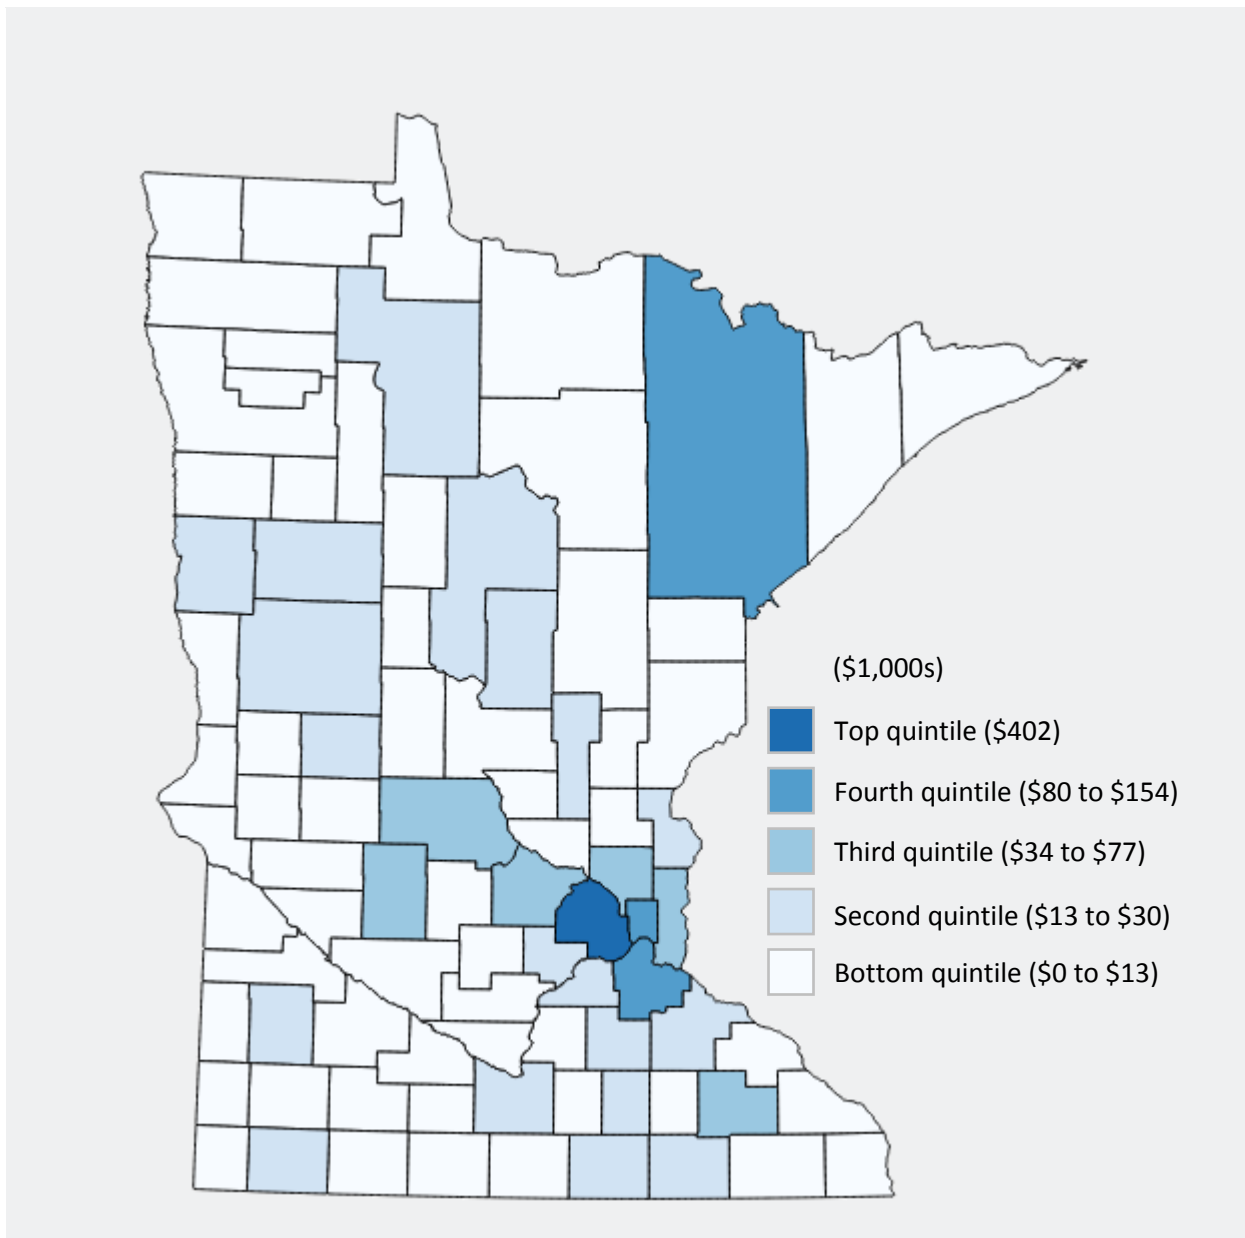 ($1,000s)
Top quintile ($402)
Fourth quintile ($80 to $154)
Third quintile ($34 to $77)
Second quintile ($13 to $30)
Bottom quintile ($0 to $13)